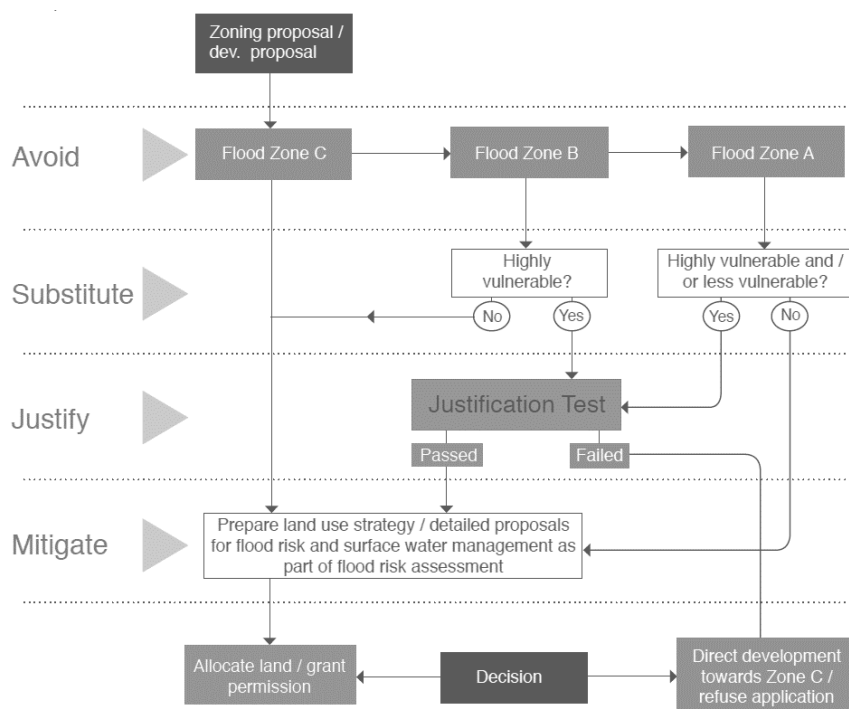 Zoning proposal /
dev. proposal
Avoid
Flood Zone C
Flood Zone B
Flood Zone A
Substitute
Highly
vulnerable?
No
Yes
Highly vulnerable and /
or less vulnerable?
Yes
No
Justify
Justification Test
Passed
Failed
Mitigate
Prepare land use strategy / detailed proposals
for flood risk and surface water management as
part of flood risk assessment
Allocate land / grant
permission
Decision
Direct development
towards Zone C /
refuse application